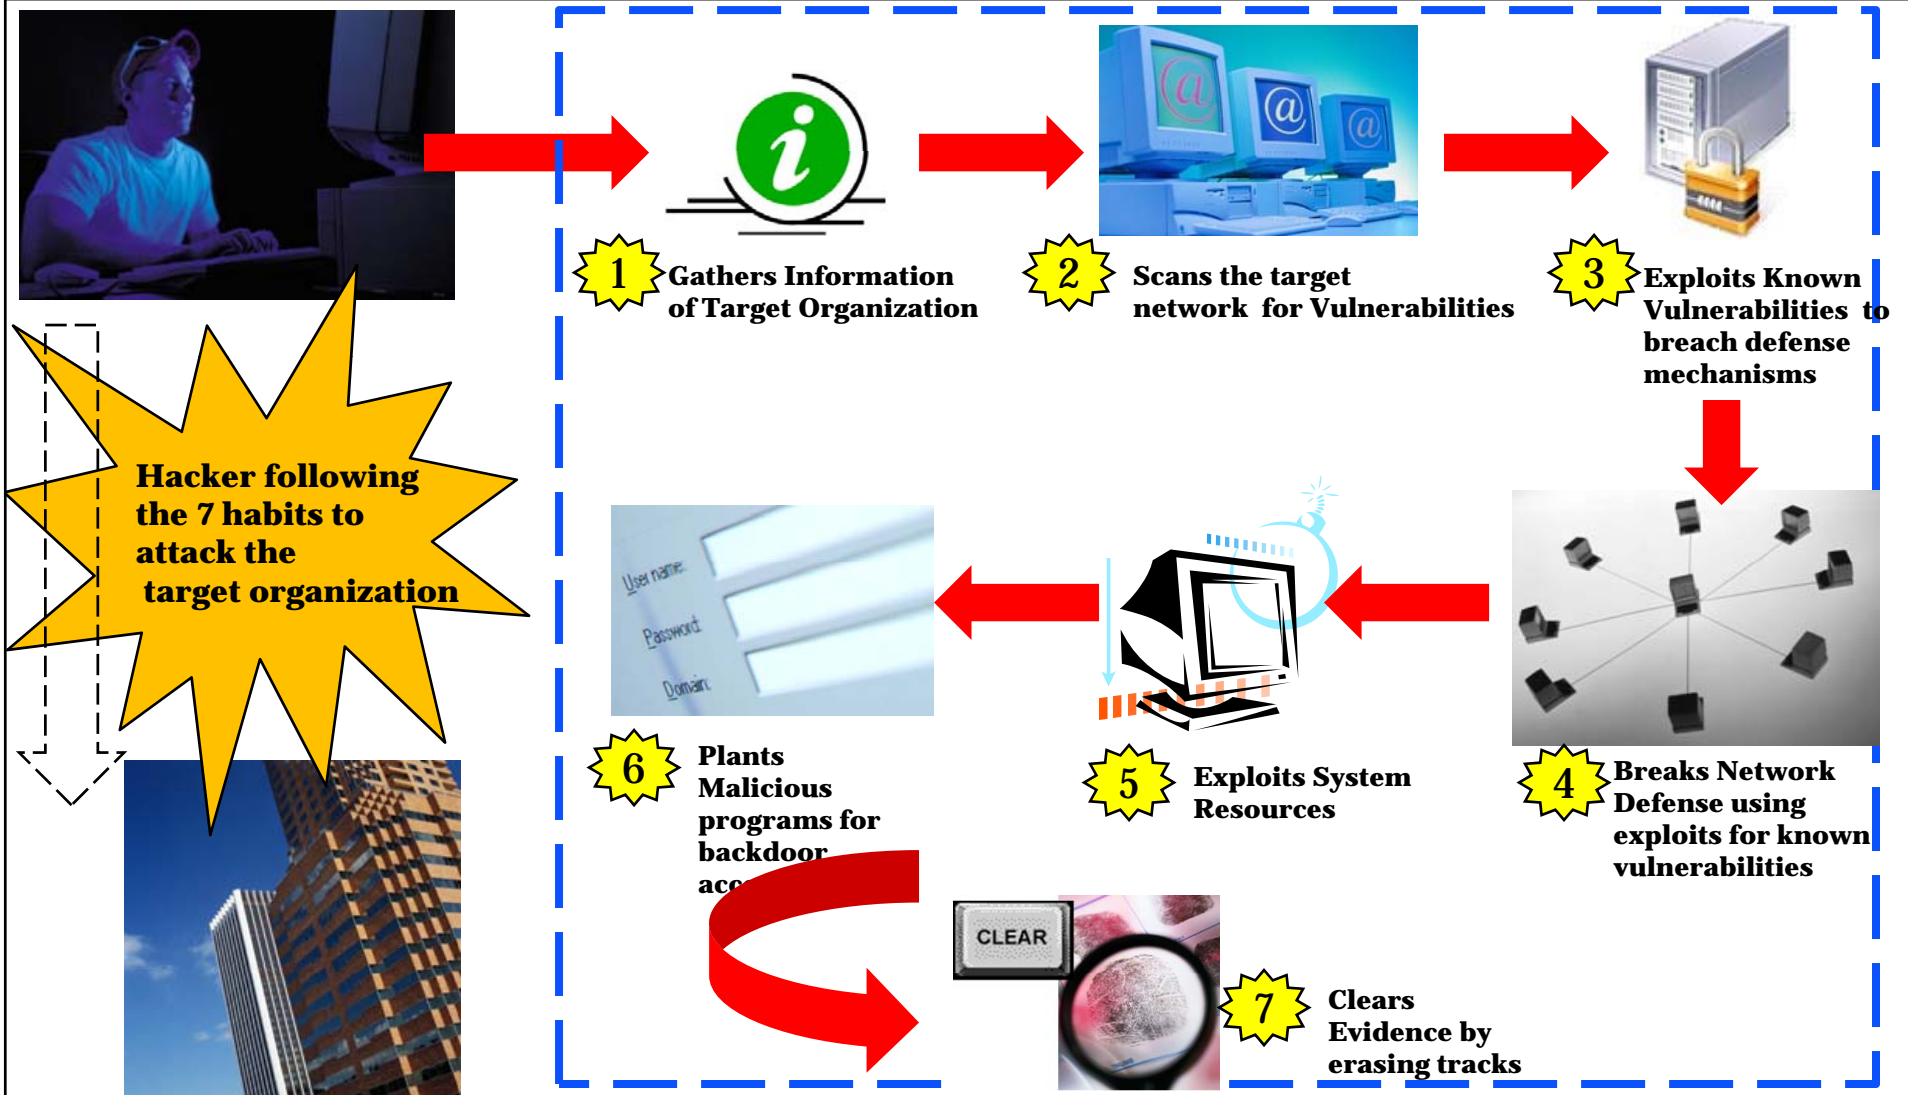 1
Gathers Information
of Target Organization
2
Scans the target
network for Vulnerabilities
3
Exploits Known
Vulnerabilities to
breach defense
mechanisms
Hacker following
the 7 habits to
attack the
target organization
@
@
@
User name:
Password:
Domain:
4
Breaks Network
Defense using
exploits for known
vulnerabilities
5
Exploits System
Resources
6
Plants
Malicious
programs for
backdoor
CLEAR
7
Clears
Evidence by
erasing tracks